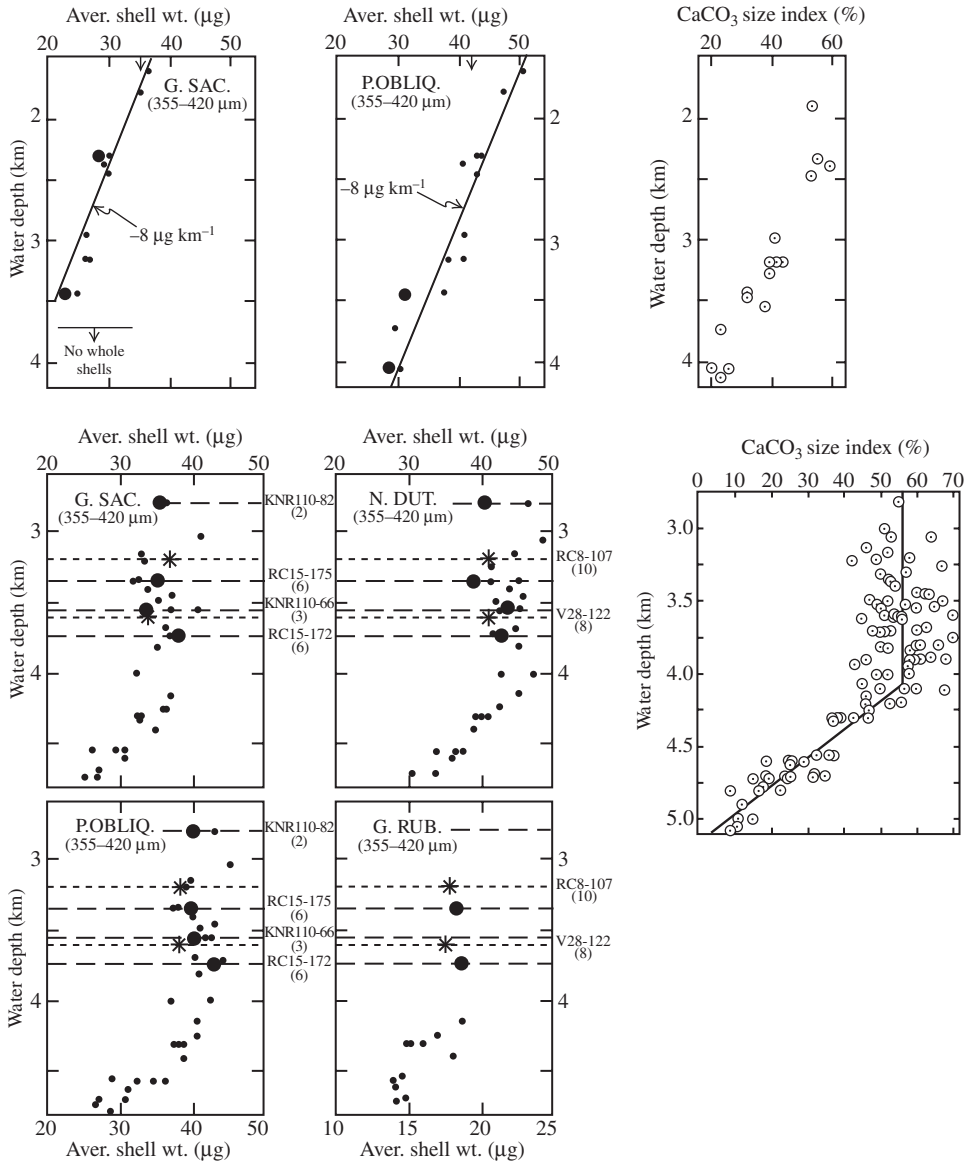 Aver. shell wt. (μg)
20 30 40 50
G. SAC.
(355–420 μm)
–8 μg km–1
No whole
shells
Water depth (km)
2
3
4
Aver. shell wt. (μg)
20 30 40 50
P.OBLIQ.
(355–420 μm)
–8 μg km–1
2
3
4
CaCO3 size index (%)
20 40 60
Water depth (km)
2
3
4
Aver. shell wt. (μg)
20 30 40 50
G. SAC.
(355–420 μm)
Water depth (km)
3
4
KNR110-82
(2)
RC15-175
(6)
KNR110-66
(3)
RC15-172
(6)
Aver. shell wt. (μg)
20 30 40 50
N. DUT.
(355–420 μm)
3
RC8-107
(10)
V28-122
(8)
4
CaCO3 size index (%)
0 10 20 30 40 50 60 70
Water depth (km)
3.0
3.5
4.0
4.5
5.0
P.OBLIQ.
(355–420 μm)
Water depth (km)
3
4
20 30 40 50
Aver. shell wt. (μg)
KNR110-82
(2)
RC15-175
(6)
KNR110-66
(3)
RC15-172
(6)
G. RUB.
(355–420 μm)
3
RC8-107
(10)
V28-122
(8)
4
10 15 20 25
Aver. shell wt. (μg)